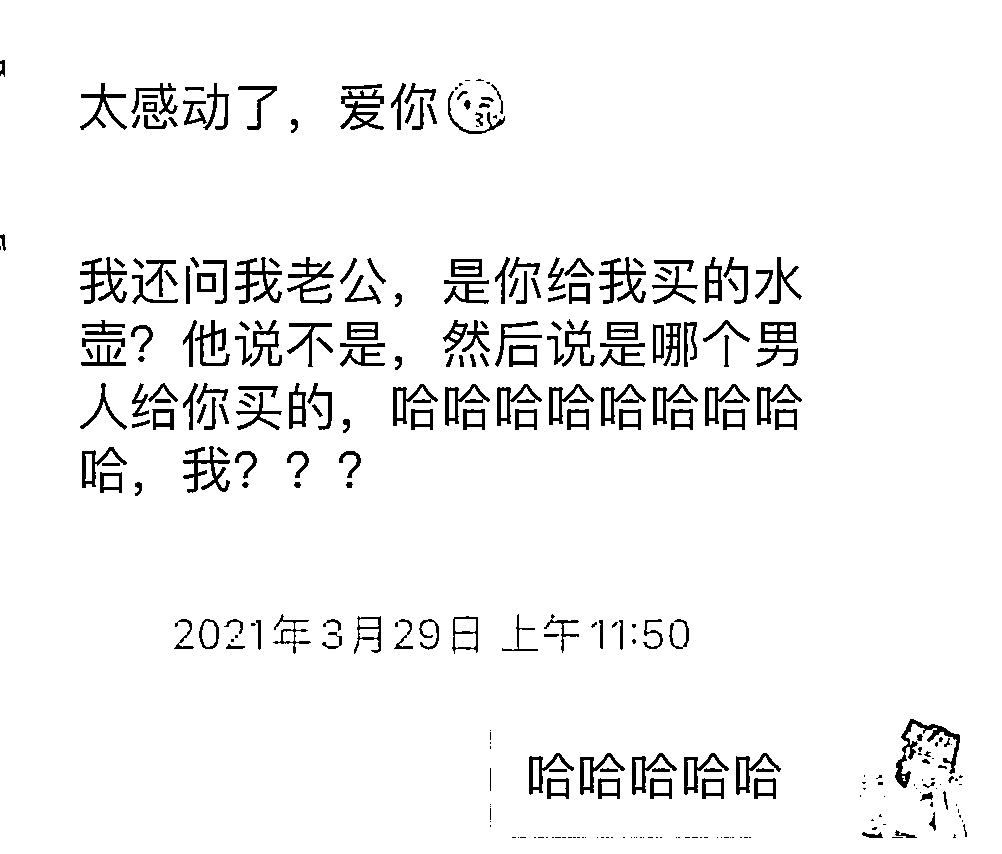 太感动了，爱你😘
我还问我老公，是你给我买的水
壶？他说不是，然后说是哪个男
人给你买的，哈哈哈哈哈哈哈哈
哈，我？？？
2021年3月29日 上午11:50
哈哈哈哈哈